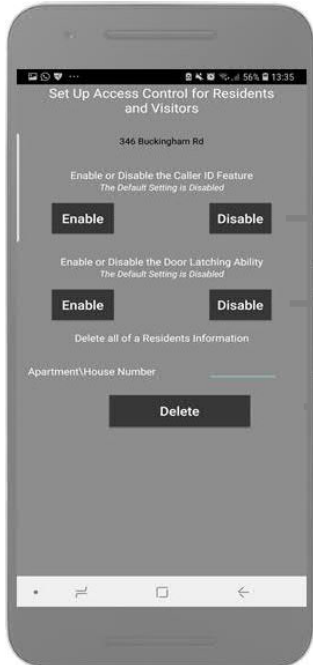 56% 13:35
Set Up Access Control for Residents
and Visitors
346 Buckingham Rd
Enable or Disable the Caller ID Feature
The Default Setting is Disabled
Enable Disable
Enable or Disable the Door Latching Ability
The Default Setting is Disabled
Enable Disable
Delete all of a Residents Information
Apartment\House Number
Delete